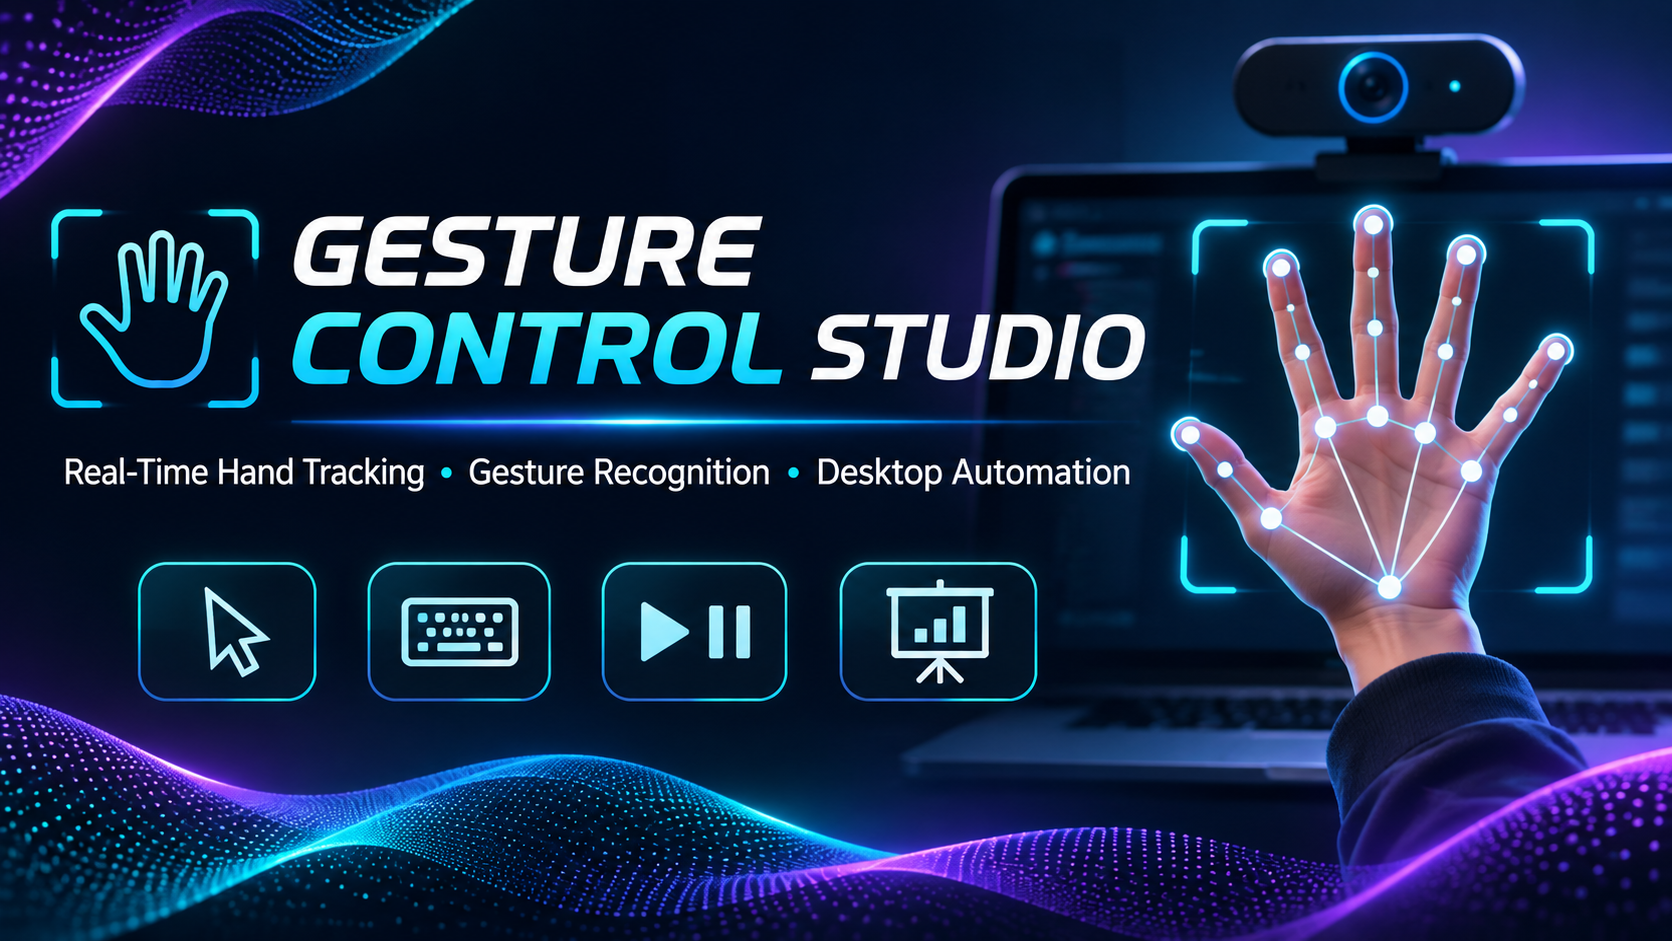 GESTURE
CONTROL STUDIO
Real-Time Hand Tracking • Gesture Recognition • Desktop Automation